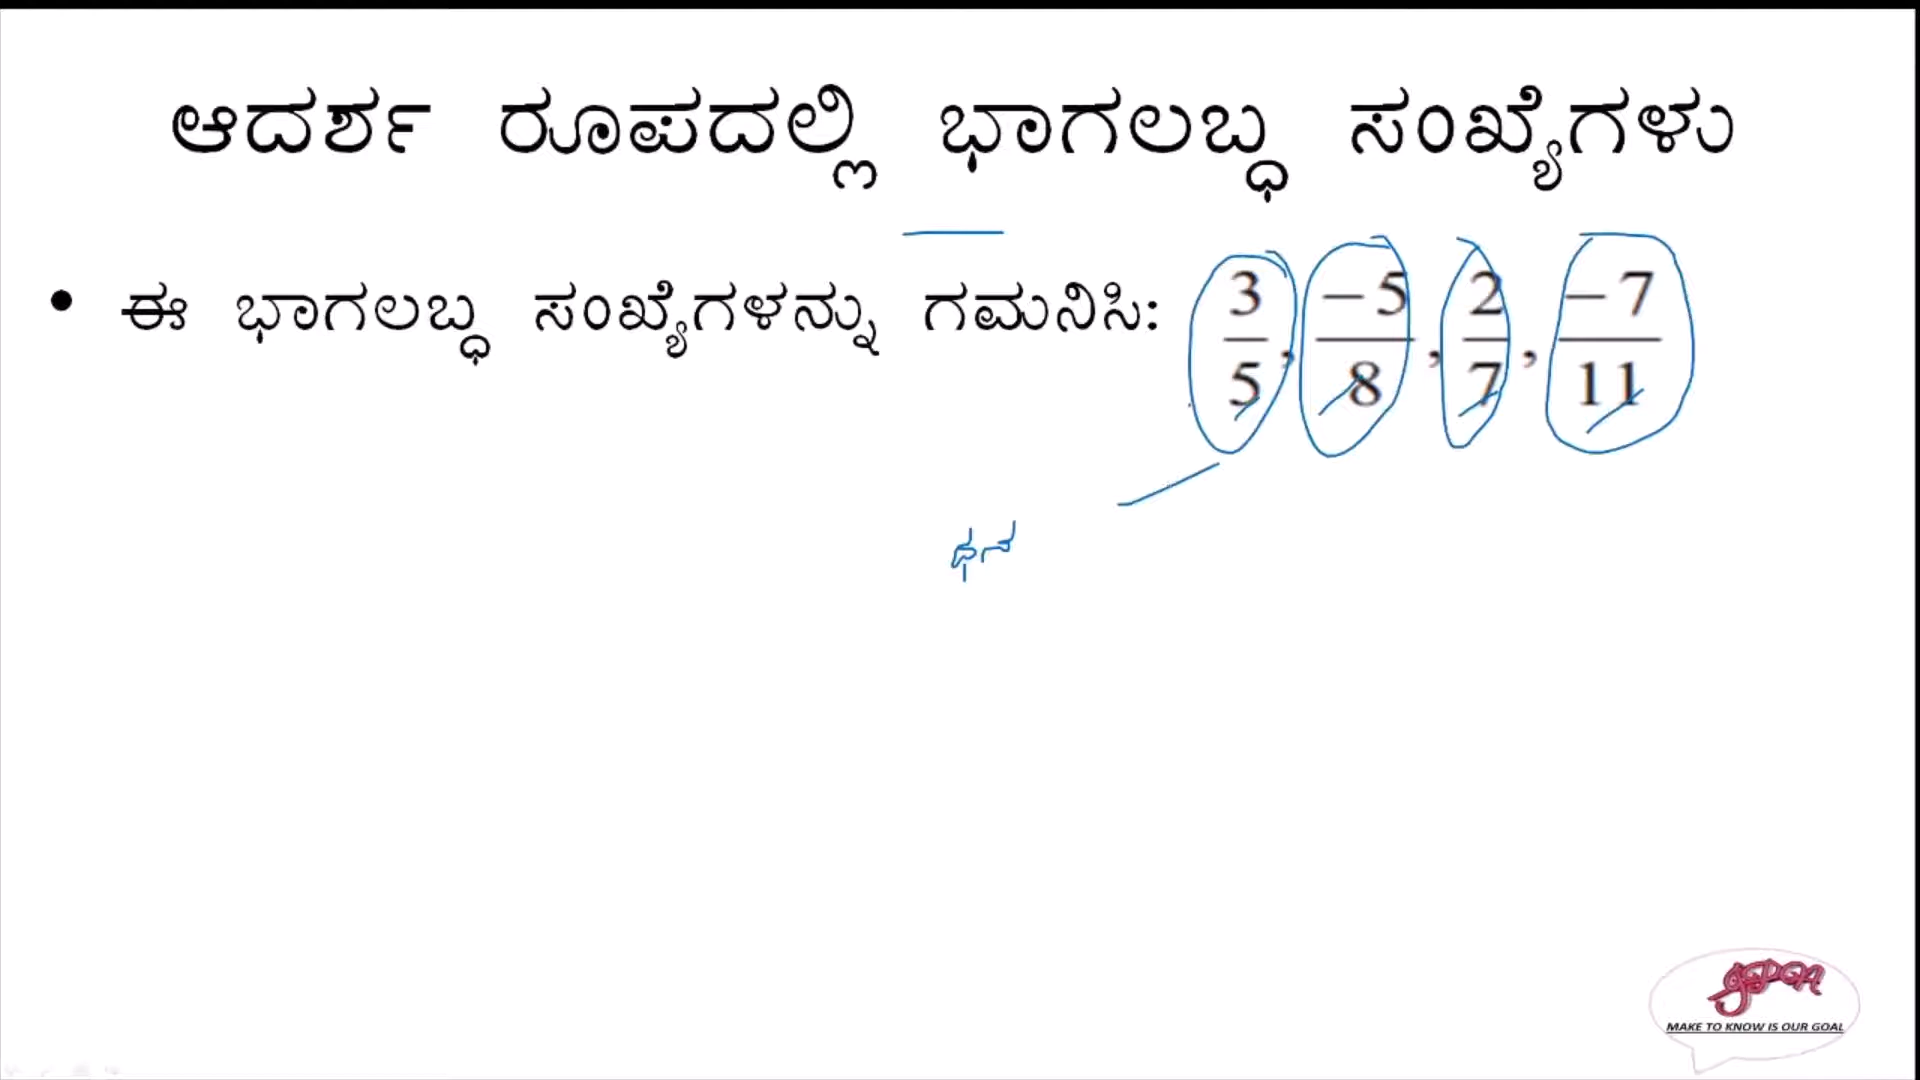 ಆದರ್ಶ ರೂಪದಲ್ಲಿ ಭಾಗಲಬ್ಧ ಸಂಖ್ಯೆಗಳು
• ಈ ಭಾಗಲಬ್ಧ ಸಂಖ್ಯೆಗಳನ್ನು ಗಮನಿಸಿ: 3/5, -5/8, 2/7, -7/11
ಧನ
MAKE TO KNOW IS OUR GOAL